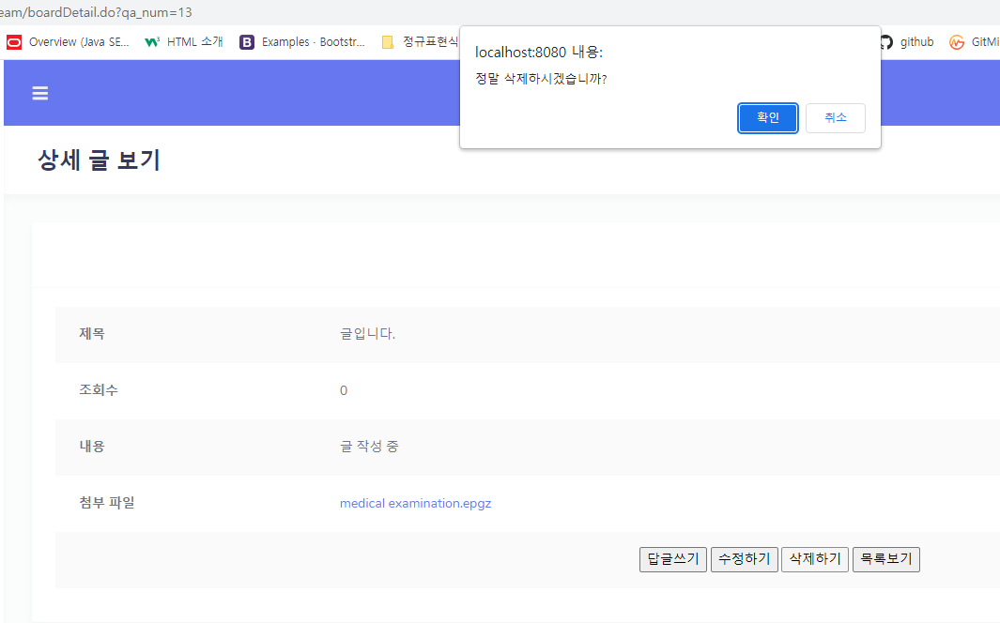 eam/boardDetail.do?qa_num=13
Overview (Java SE... W³ HTML 소개 B Examples · Bootstr... 정규표현식 github GitMi
localhost:8080 내용:
정말 삭제하시겠습니까?
확인 취소
상세 글 보기
제목 글입니다.
조회수 0
내용 글 작성 중
첨부 파일 medical examination.epgz
답글쓰기 수정하기 삭제하기 목록보기